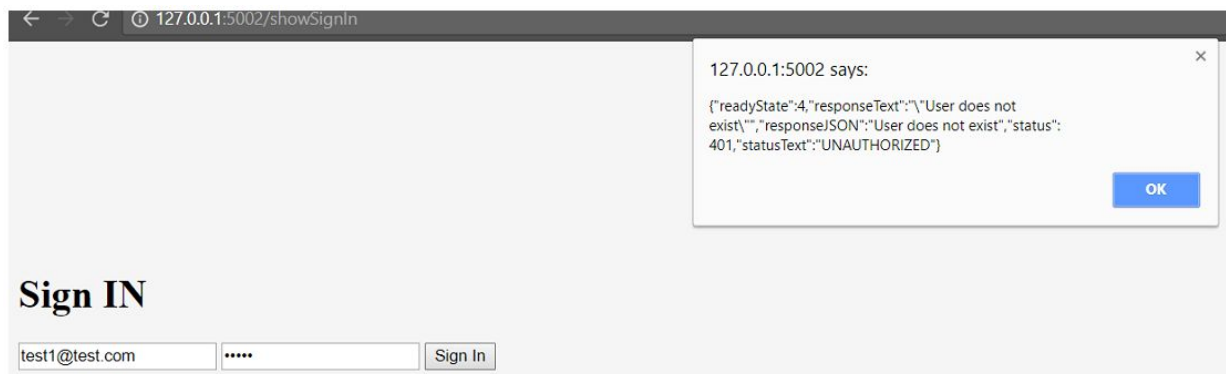 127.0.0.1:5002/showSignIn
127.0.0.1:5002 says:
{"readyState":4,"responseText":"\"User does not
exist\"","responseJSON":"User does not exist","status":
401,"statusText":"UNAUTHORIZED"}
OK
Sign IN
test1@test.com ••••• Sign In